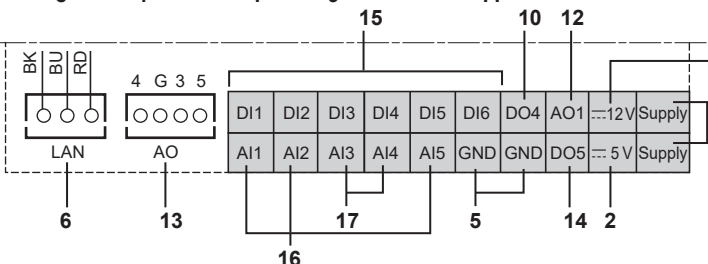 15 10 12
BK BU RD
4 G 3 5
DI1 DI2 DI3 DI4 DI5 DI6 DO4 AO1 ⎓12V Supply
LAN AO
AI1 AI2 AI3 AI4 AI5 GND GND DO5 ⎓ 5 V Supply
6 13 17 5 14 2
16